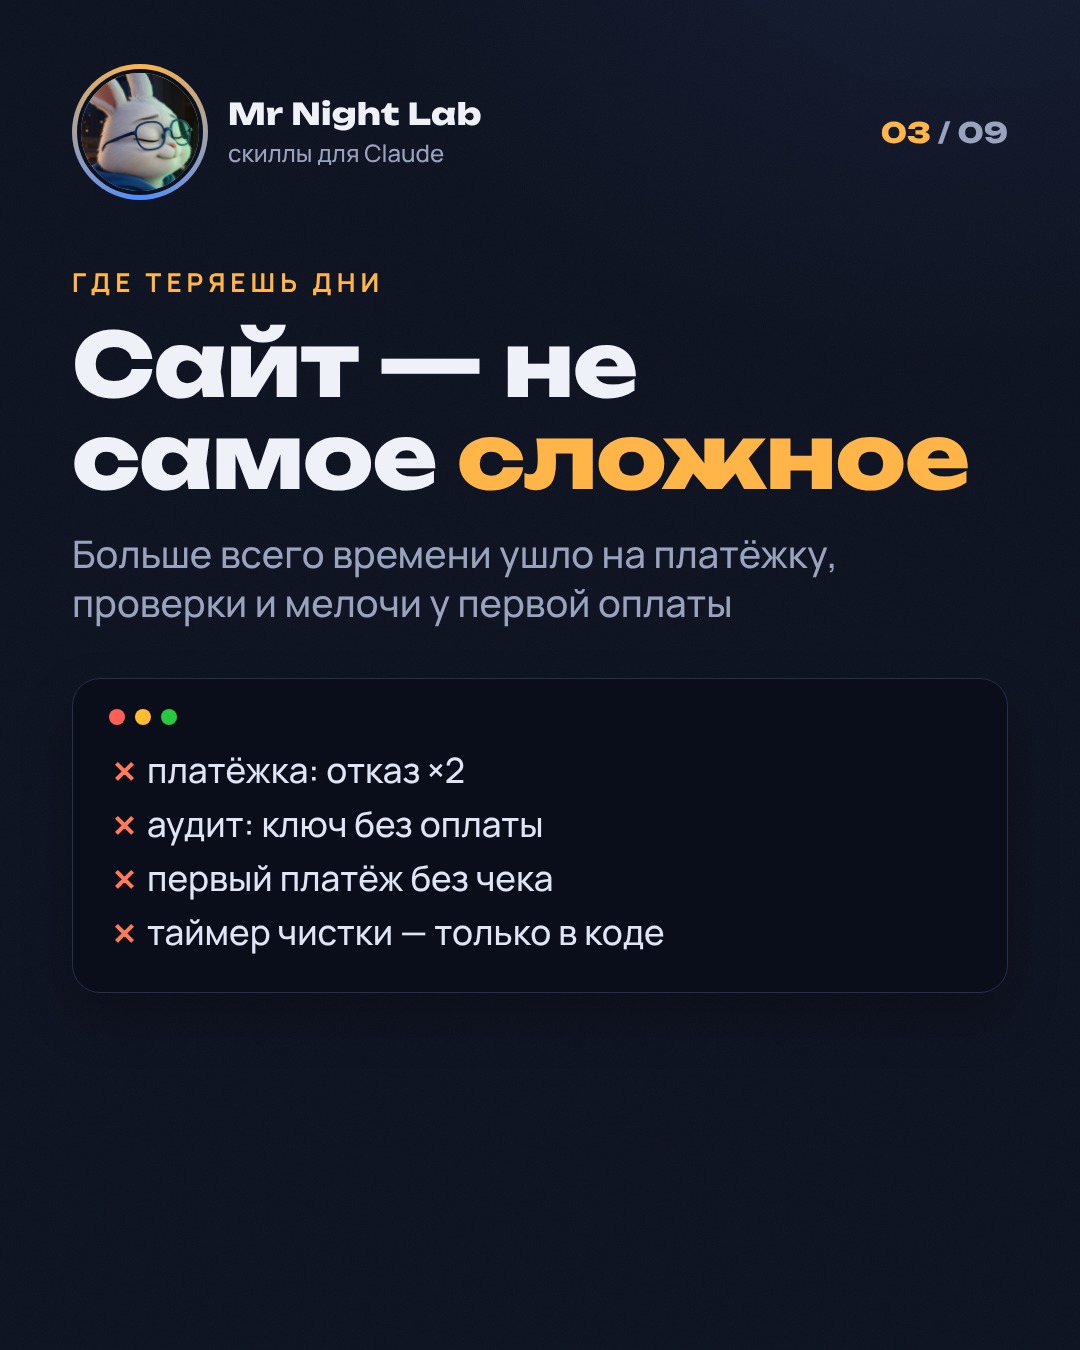 Mr Night Lab
скиллы для Claude
03 / 09
ГДЕ ТЕРЯЕШЬ ДНИ
Сайт — не
самое сложное
Больше всего времени ушло на платёжку,
проверки и мелочи у первой оплаты
✕ платёжка: отказ ×2
✕ аудит: ключ без оплаты
✕ первый платёж без чека
✕ таймер чистки — только в коде